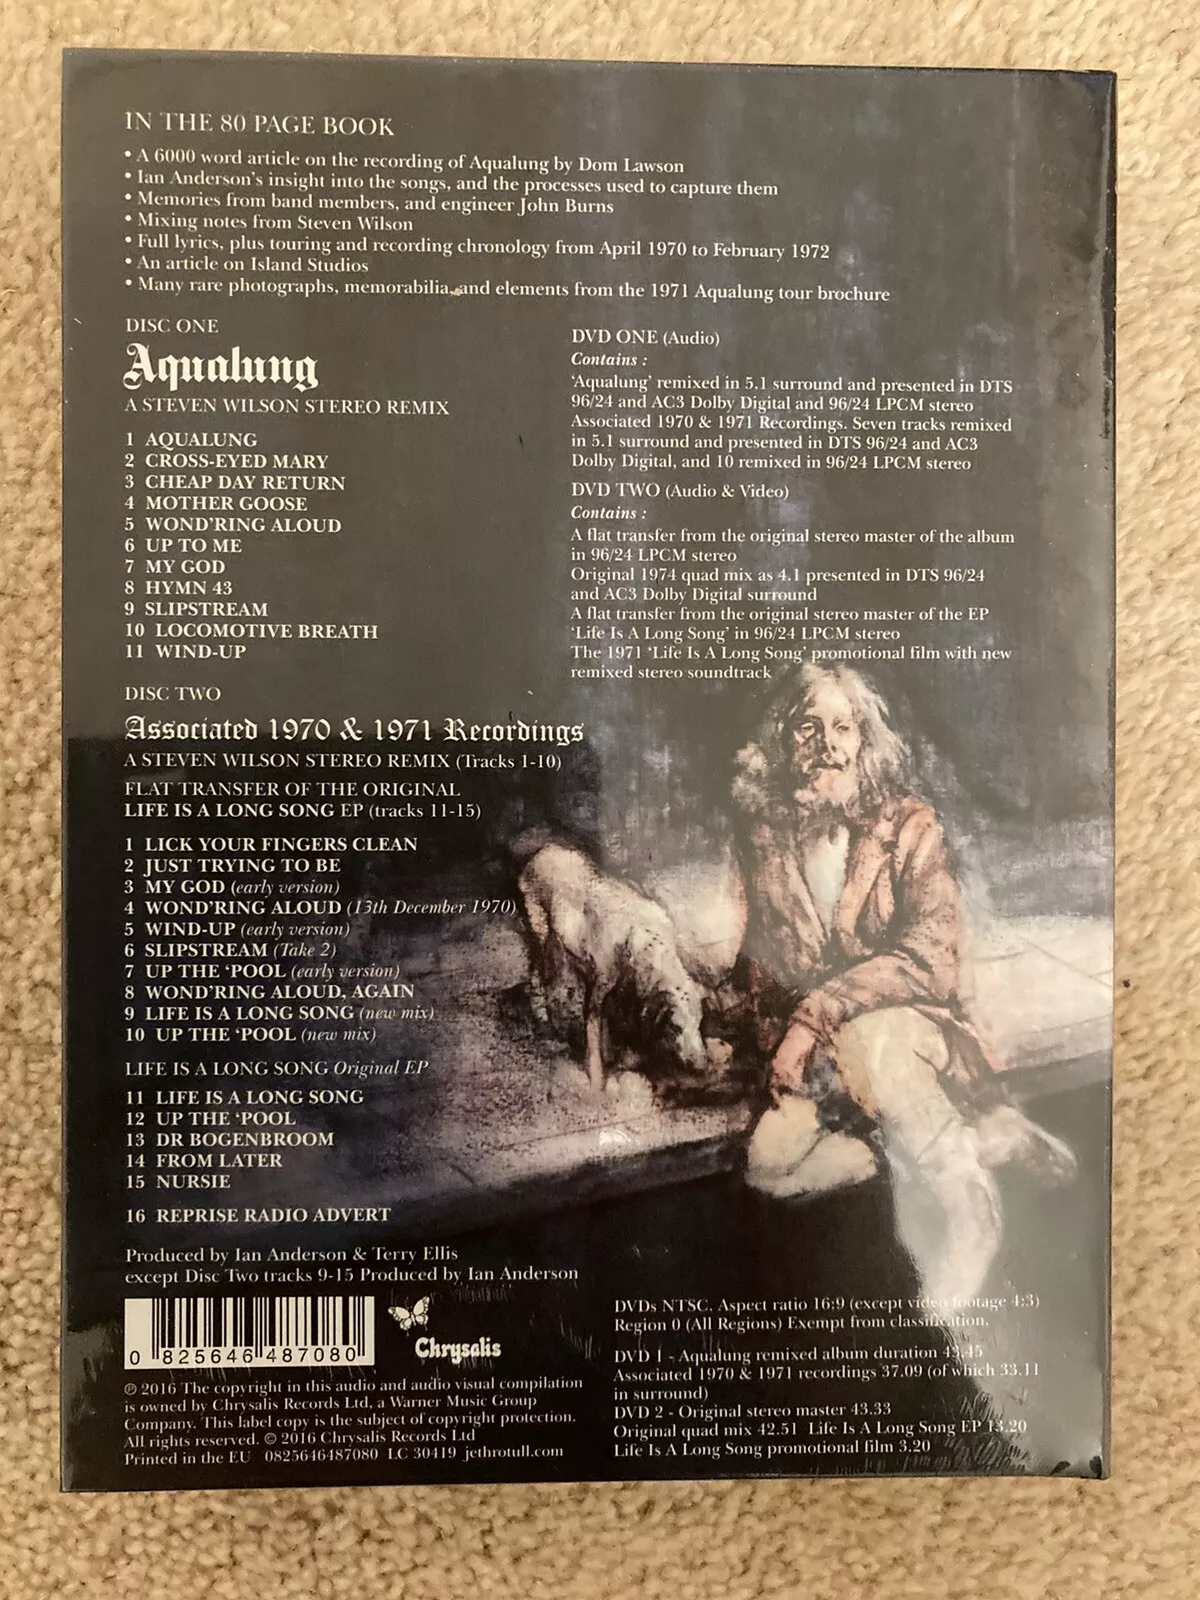 IN THE 80 PAGE BOOK
• A 6000 word article on the recording of Aqualung by Dom Lawson
• Ian Anderson's insight into the songs, and the processes used to capture them
• Memories from band members, and engineer John Burns
• Mixing notes from Steven Wilson
• Full lyrics, plus touring and recording chronology from April 1970 to February 1972
• An article on Island Studios
• Many rare photographs, memorabilia, and elements from the 1971 Aqualung tour brochure
DISC ONE
Aqualung
A STEVEN WILSON STEREO REMIX
1 AQUALUNG
2 CROSS-EYED MARY
3 CHEAP DAY RETURN
4 MOTHER GOOSE
5 WOND'RING ALOUD
6 UP TO ME
7 MY GOD
8 HYMN 43
9 SLIPSTREAM
10 LOCOMOTIVE BREATH
11 WIND-UP
DISC TWO
Associated 1970 & 1971 Recordings
A STEVEN WILSON STEREO REMIX (Tracks 1-10)
FLAT TRANSFER OF THE ORIGINAL
LIFE IS A LONG SONG EP (tracks 11-15)
1 LICK YOUR FINGERS CLEAN
2 JUST TRYING TO BE
3 MY GOD (early version)
4 WOND'RING ALOUD (13th December 1970)
5 WIND-UP (early version)
6 SLIPSTREAM (Take 2)
7 UP THE 'POOL (early version)
8 WOND'RING ALOUD, AGAIN
9 LIFE IS A LONG SONG (new mix)
10 UP THE 'POOL (new mix)
LIFE IS A LONG SONG Original EP
11 LIFE IS A LONG SONG
12 UP THE 'POOL
13 DR BOGENBROOM
14 FROM LATER
15 NURSIE
16 REPRISE RADIO ADVERT
Produced by Ian Anderson & Terry Ellis
except Disc Two tracks 9-15 Produced by Ian Anderson
DVD ONE (Audio)
Contains :
'Aqualung' remixed in 5.1 surround and presented in DTS
96/24 and AC3 Dolby Digital and 96/24 LPCM stereo
Associated 1970 & 1971 Recordings. Seven tracks remixed
in 5.1 surround and presented in DTS 96/24 and AC3
Dolby Digital, and 10 remixed in 96/24 LPCM stereo
DVD TWO (Audio & Video)
Contains :
A flat transfer from the original stereo master of the album
in 96/24 LPCM stereo
Original 1974 quad mix as 4.1 presented in DTS 96/24
and AC3 Dolby Digital surround
A flat transfer from the original stereo master of the EP
'Life Is A Long Song' in 96/24 LPCM stereo
The 1971 'Life Is A Long Song' promotional film with new
remixed stereo soundtrack
0 825646 487080
Chrysalis
℗ 2016 The copyright in this audio and audio visual compilation
is owned by Chrysalis Records Ltd, a Warner Music Group
Company. This label copy is the subject of copyright protection.
All rights reserved. © 2016 Chrysalis Records Ltd
Printed in the EU 0825646487080 LC 30419 jethrotull.com
DVDs NTSC. Aspect ratio 16:9 (except video footage 4:3)
Region 0 (All Regions) Exempt from classification.
DVD 1 - Aqualung remixed album duration 43.45
Associated 1970 & 1971 recordings 37.09 (of which 33.11
in surround)
DVD 2 - Original stereo master 43.33
Original quad mix 42.51 Life Is A Long Song EP 13.20
Life Is A Long Song promotional film 3.20